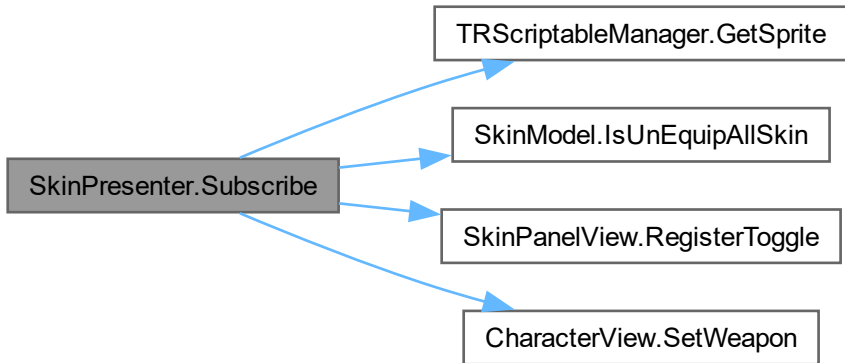 TRScriptableManager.GetSprite
SkinModel.IsUnEquipAllSkin
SkinPresenter.Subscribe
SkinPanelView.RegisterToggle
CharacterView.SetWeapon